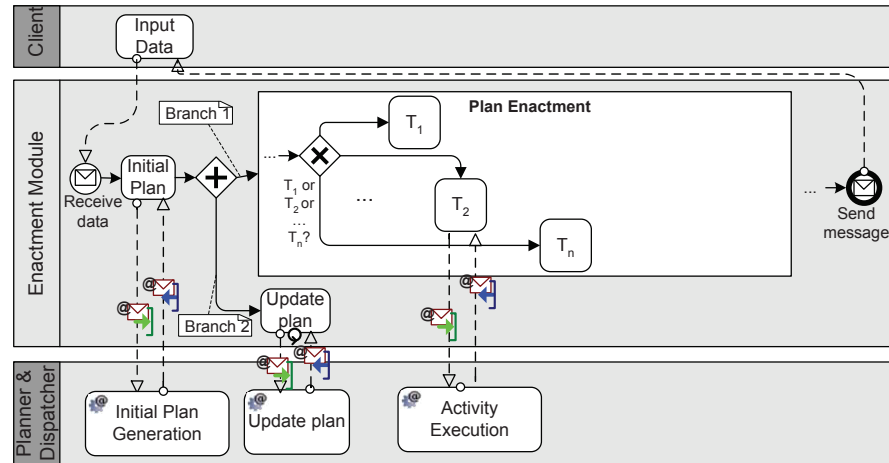 Client
Input
Data
Enactment Module
Branch 1
Plan Enactment
T1
...
Receive
data
Initial
Plan
T1 or
T2 or
...
Tn?
...
T2
Tn
...
Send
message
Branch 2
Update
plan
@
@
@
@
@
@
Planner &
Dispatcher
@
Initial Plan
Generation
@
Update plan
@
Activity
Execution